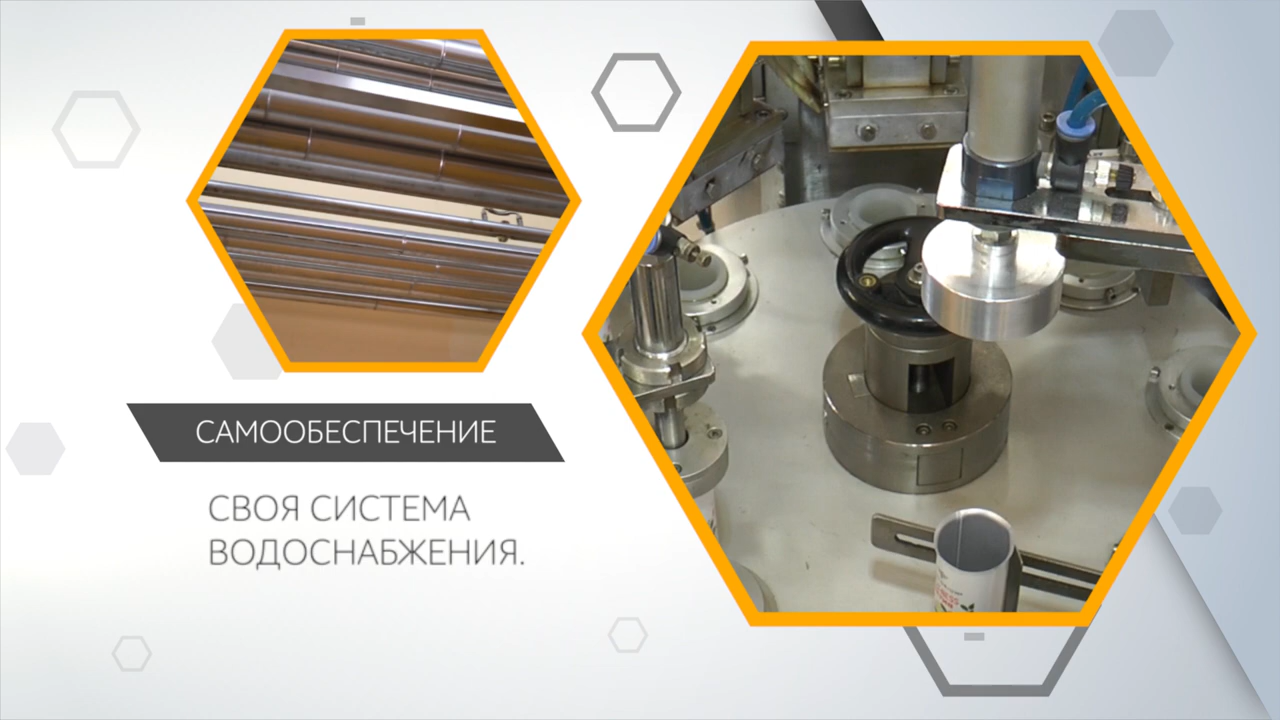 САМООБЕСПЕЧЕНИЕ
СВОЯ СИСТЕМА
ВОДОСНАБЖЕНИЯ.